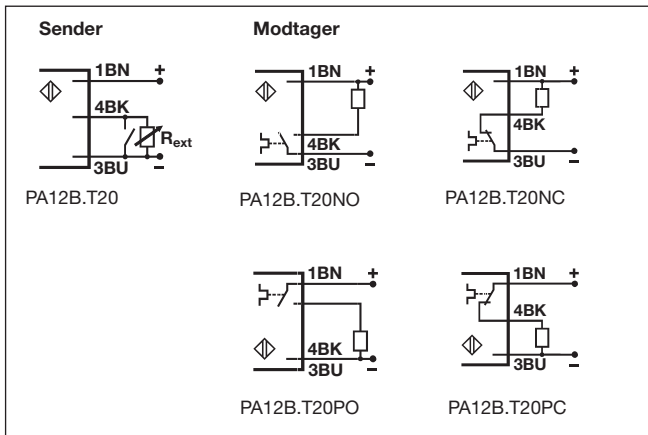 Sender
Modtager
1BN +
4BK
Rext
3BU –
PA12B.T20
1BN +
4BK
3BU –
PA12B.T20NO
1BN +
4BK
3BU –
PA12B.T20NC
1BN +
4BK
3BU –
PA12B.T20PO
1BN +
4BK
3BU –
PA12B.T20PC